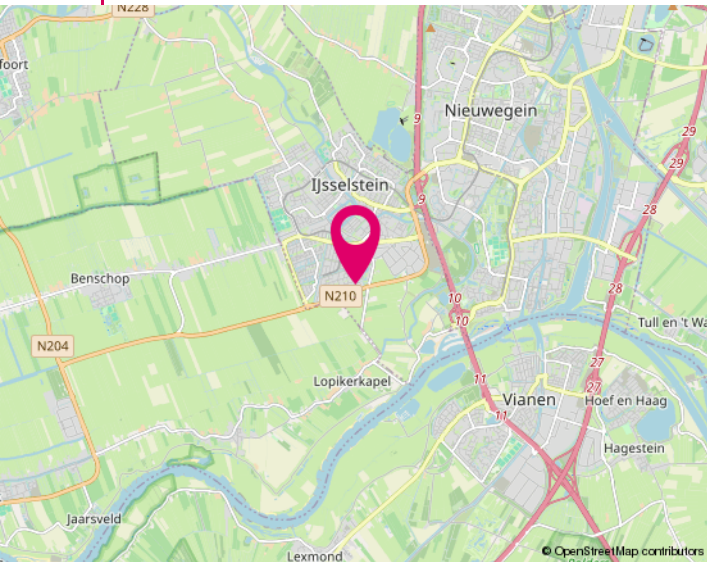 N228
foort
Nieuwegein
9
29
29
IJsselstein
9
28
Benschop
28
N210
10
10
Tull en 't Wa
N204
27
Lopikerkapel
11
27
Vianen
Hoef en Haag
11
Hagestein
Jaarsveld
Lexmond
© OpenStreetMap contributors